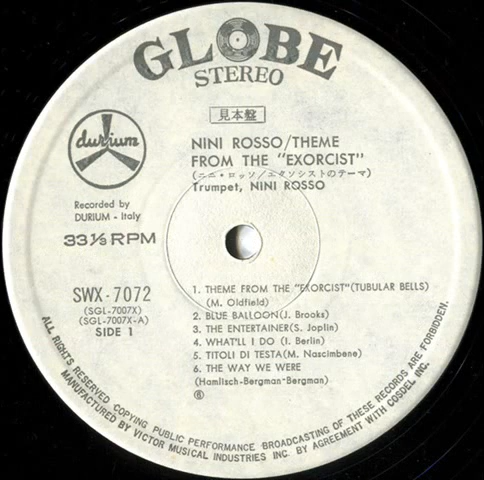 GLOBE
STEREO
見本盤
durium
NINI ROSSO/THEME
FROM THE "EXORCIST"
(ニニ・ロッソ/エクソシストのテーマ)
Trumpet, NINI ROSSO
Recorded by
DURIUM - Italy
33 1/3 RPM
SWX-7072
(SGL-7007X)
(SGL-7007X-A)
SIDE 1
1. THEME FROM THE "EXORCIST"(TUBULAR BELLS)
(M. Oldfield)
2. BLUE BALLOON(J. Brooks)
3. THE ENTERTAINER(S. Joplin)
4. WHAT'LL I DO (I. Berlin)
5. TITOLI DI TESTA(M. Nascimbene)
6. THE WAY WE WERE
(Hamlisch-Bergman-Bergman)
ALL RIGHTS RESERVED COPYING PUBLIC PERFORMANCE BROADCASTING OF THESE RECORDS ARE FORBIDDEN.
MANUFACTURED BY VICTOR MUSICAL INDUSTRIES INC. BY AGREEMENT WITH COSDEL INC.